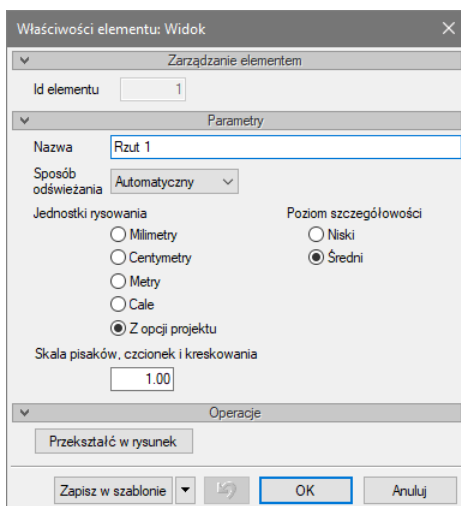 Właściwości elementu: Widok
Zarządzanie elementem
Id elementu 1
Parametry
Nazwa Rzut 1
Sposób odświeżania Automatyczny
Jednostki rysowania Poziom szczegółowości
Milimetry Niski
Centymetry Średni
Metry
Cale
Z opcji projektu
Skala pisaków, czcionek i kreskowania
1.00
Operacje
Przekształć w rysunek
Zapisz w szablonie OK Anuluj